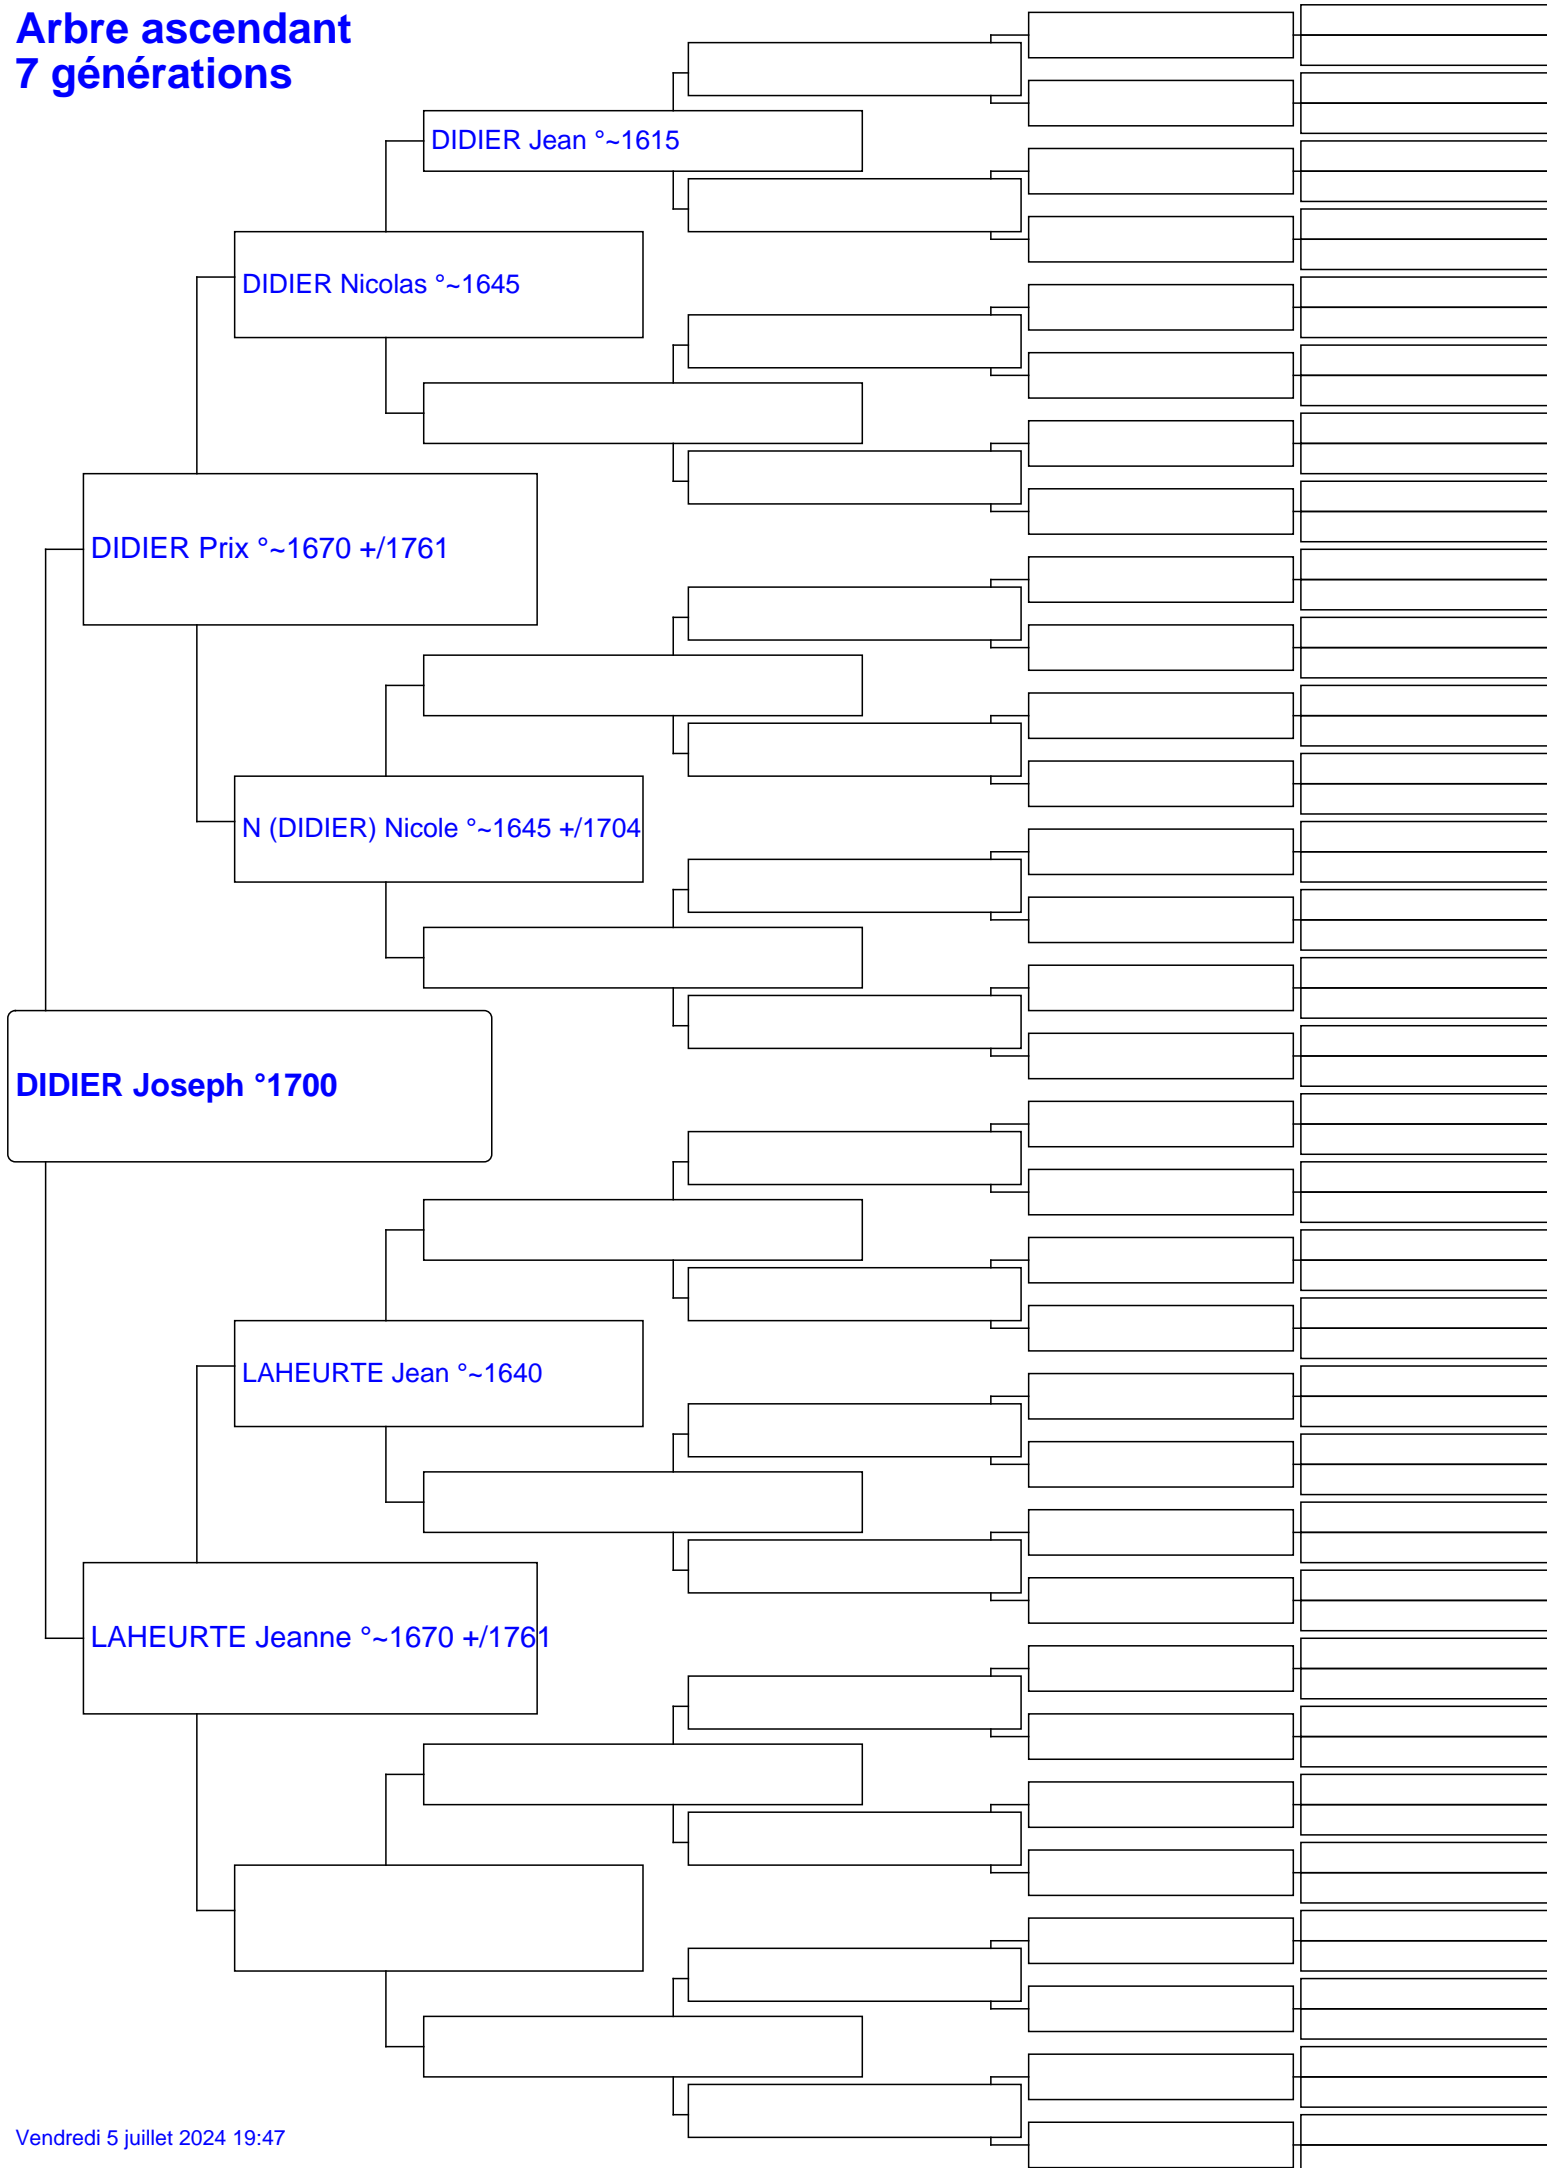 Arbre ascendant
7 générations
DIDIER Jean °~1615
DIDIER Nicolas °~1645
DIDIER Prix °~1670 +/1761
N (DIDIER) Nicole °~1645 +/1704
DIDIER Joseph °1700
LAHEURTE Jean °~1640
LAHEURTE Jeanne °~1670 +/1761
Vendredi 5 juillet 2024 19:47